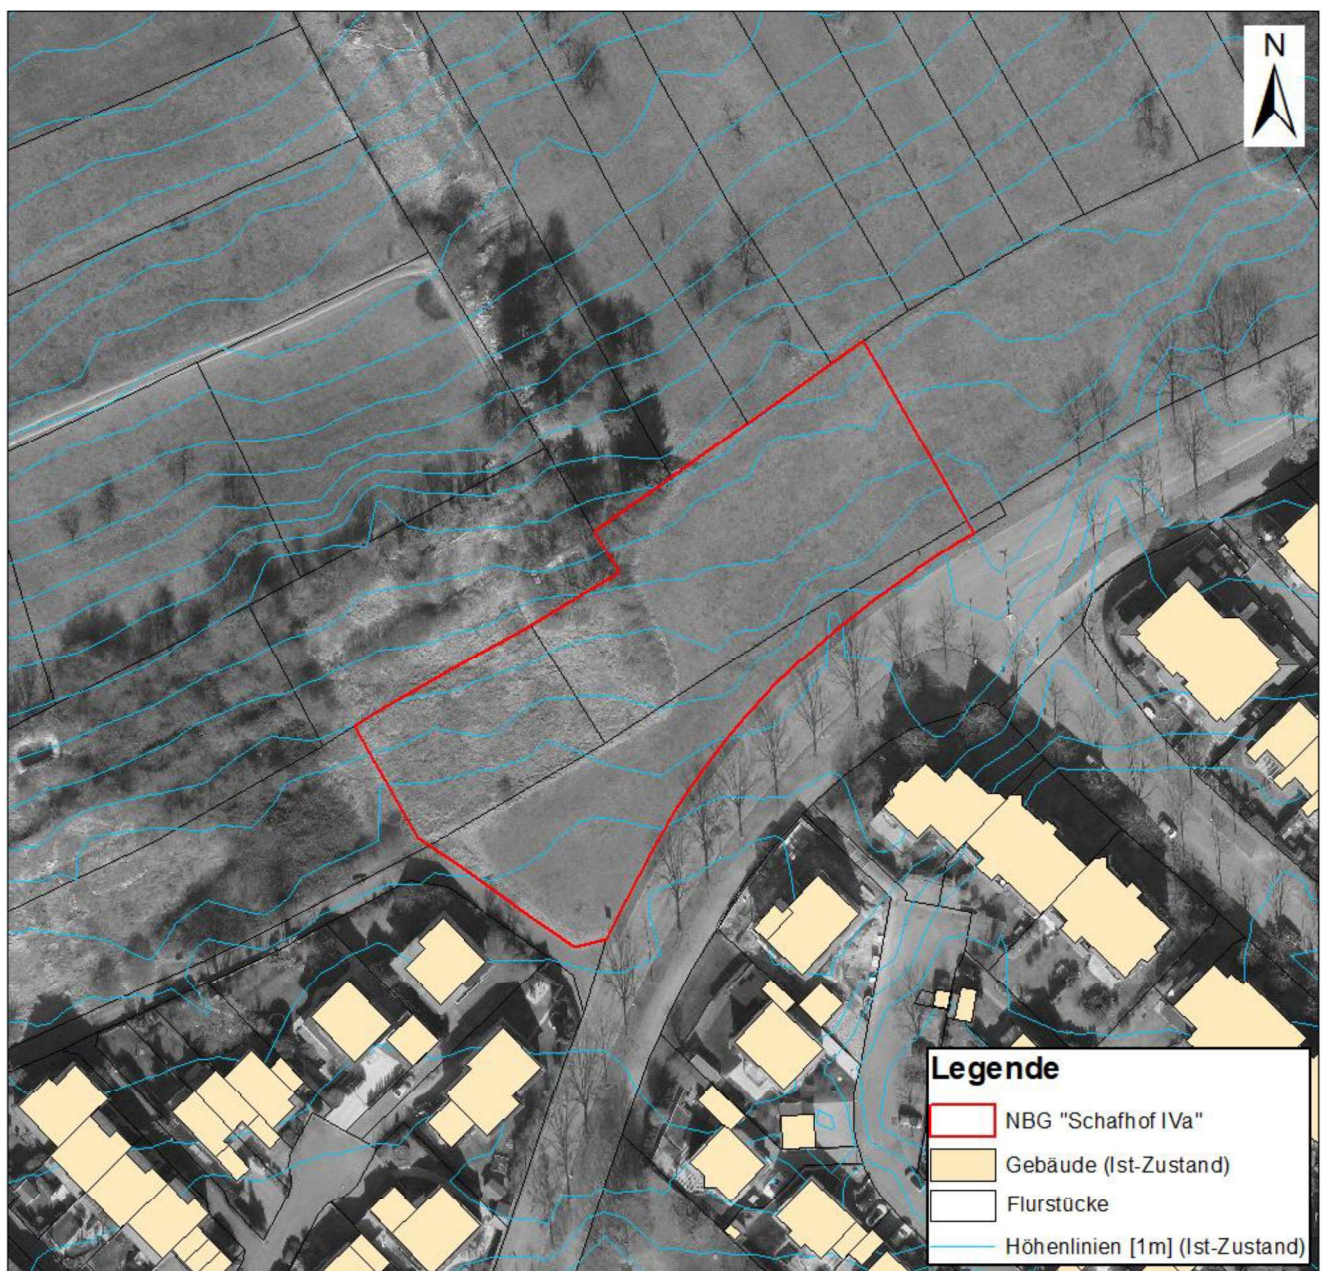 N
Legende
NBG "Schafhof IVa"
Gebäude (Ist-Zustand)
Flurstücke
Höhenlinien [1m] (Ist-Zustand)